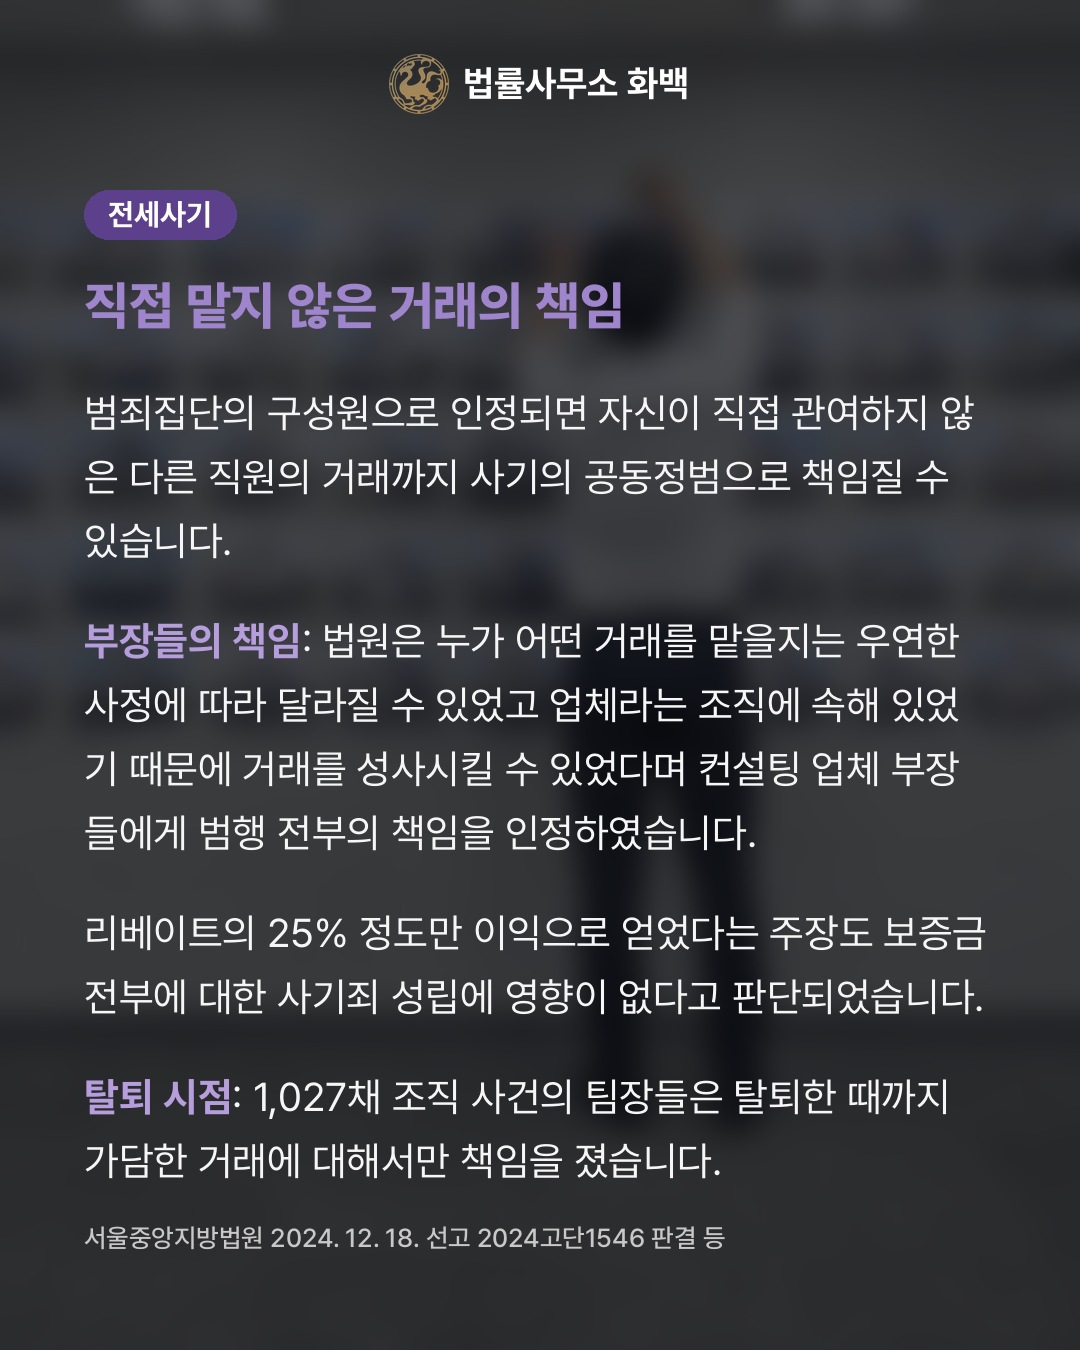 법률사무소 화백
전세사기
직접 맡지 않은 거래의 책임
범죄집단의 구성원으로 인정되면 자신이 직접 관여하지 않
은 다른 직원의 거래까지 사기의 공동정범으로 책임질 수
있습니다.
부장들의 책임: 법원은 누가 어떤 거래를 맡을지는 우연한
사정에 따라 달라질 수 있었고 업체라는 조직에 속해 있었
기 때문에 거래를 성사시킬 수 있었다며 컨설팅 업체 부장
들에게 범행 전부의 책임을 인정하였습니다.
리베이트의 25% 정도만 이익으로 얻었다는 주장도 보증금
전부에 대한 사기죄 성립에 영향이 없다고 판단되었습니다.
탈퇴 시점: 1,027채 조직 사건의 팀장들은 탈퇴한 때까지
가담한 거래에 대해서만 책임을 졌습니다.
서울중앙지방법원 2024. 12. 18. 선고 2024고단1546 판결 등